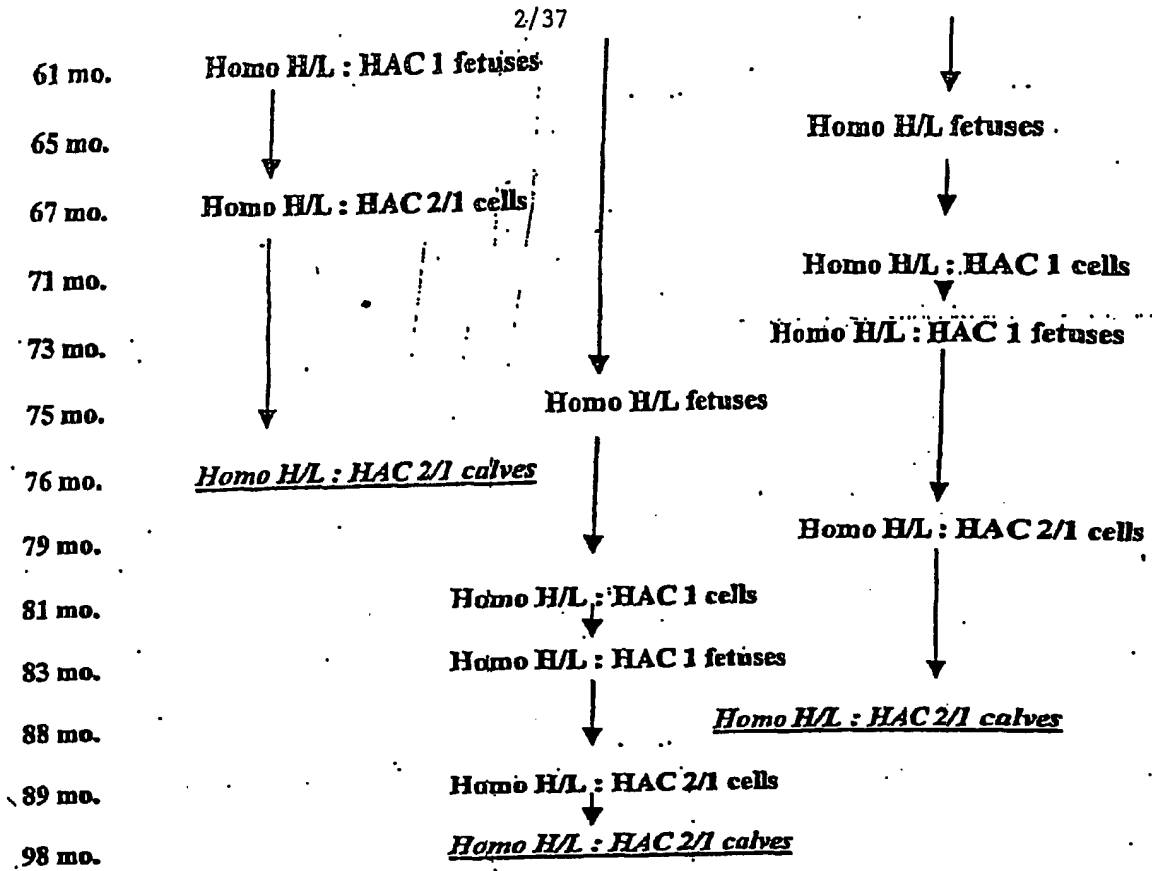 2/37
61 mo. Homo H/L : HAC 1 fetuses
65 mo. Homo H/L fetuses
67 mo. Homo H/L : HAC 2/1 cells
71 mo. Homo H/L : HAC 1 cells
73 mo. Homo H/L : HAC 1 fetuses
75 mo. Homo H/L fetuses
76 mo. Homo H/L : HAC 2/1 calves
79 mo. Homo H/L : HAC 2/1 cells
81 mo. Homo H/L : HAC 1 cells
83 mo. Homo H/L : HAC 1 fetuses
88 mo. Homo H/L : HAC 2/1 calves
89 mo. Homo H/L : HAC 2/1 cells
98 mo. Homo H/L : HAC 2/1 calves